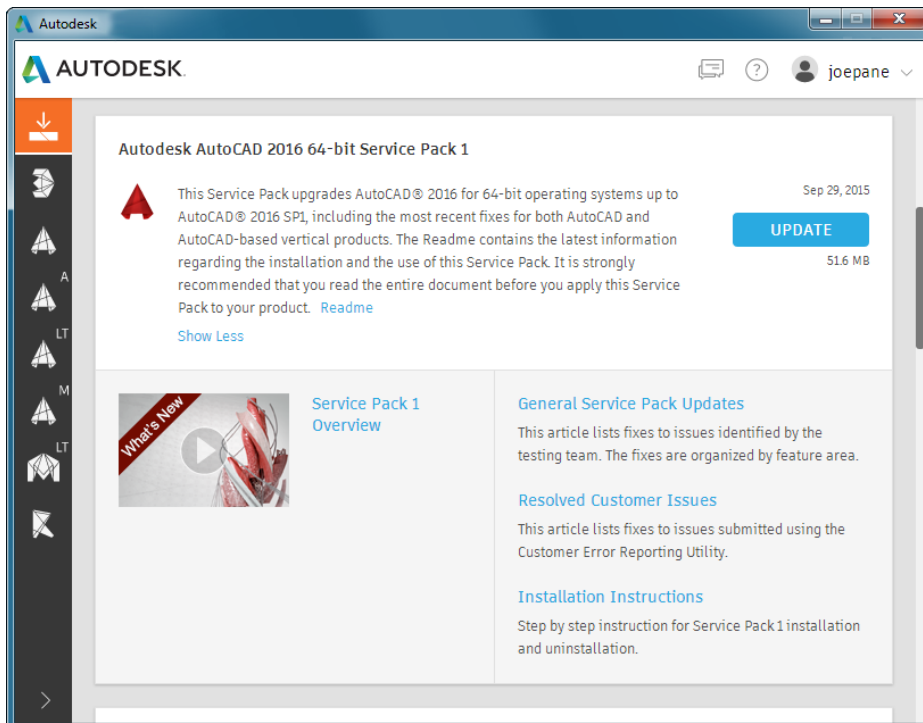 Autodesk
AUTODESK.
joepane
Autodesk AutoCAD 2016 64-bit Service Pack 1
This Service Pack upgrades AutoCAD® 2016 for 64-bit operating systems up to
AutoCAD® 2016 SP1, including the most recent fixes for both AutoCAD and
AutoCAD-based vertical products. The Readme contains the latest information
regarding the installation and the use of this Service Pack. It is strongly
recommended that you read the entire document before you apply this Service
Pack to your product. Readme
Show Less
Sep 29, 2015
UPDATE
51.6 MB
A
LT
M
LT
What's New
Service Pack 1
Overview
General Service Pack Updates
This article lists fixes to issues identified by the
testing team. The fixes are organized by feature area.
Resolved Customer Issues
This article lists fixes to issues submitted using the
Customer Error Reporting Utility.
Installation Instructions
Step by step instruction for Service Pack 1 installation
and uninstallation.